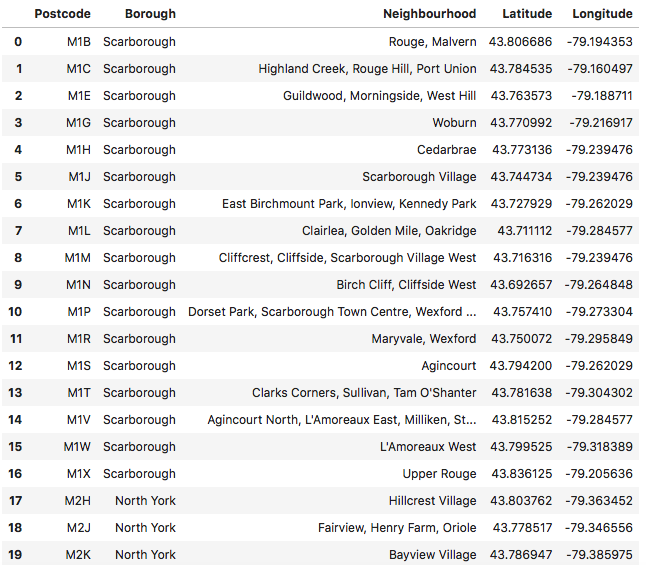 Postcode Borough Neighbourhood Latitude Longitude
0 M1B Scarborough Rouge, Malvern 43.806686 -79.194353
1 M1C Scarborough Highland Creek, Rouge Hill, Port Union 43.784535 -79.160497
2 M1E Scarborough Guildwood, Morningside, West Hill 43.763573 -79.188711
3 M1G Scarborough Woburn 43.770992 -79.216917
4 M1H Scarborough Cedarbrae 43.773136 -79.239476
5 M1J Scarborough Scarborough Village 43.744734 -79.239476
6 M1K Scarborough East Birchmount Park, Ionview, Kennedy Park 43.727929 -79.262029
7 M1L Scarborough Clairlea, Golden Mile, Oakridge 43.711112 -79.284577
8 M1M Scarborough Cliffcrest, Cliffside, Scarborough Village West 43.716316 -79.239476
9 M1N Scarborough Birch Cliff, Cliffside West 43.692657 -79.264848
10 M1P Scarborough Dorset Park, Scarborough Town Centre, Wexford ... 43.757410 -79.273304
11 M1R Scarborough Maryvale, Wexford 43.750072 -79.295849
12 M1S Scarborough Agincourt 43.794200 -79.262029
13 M1T Scarborough Clarks Corners, Sullivan, Tam O'Shanter 43.781638 -79.304302
14 M1V Scarborough Agincourt North, L'Amoreaux East, Milliken, St... 43.815252 -79.284577
15 M1W Scarborough L'Amoreaux West 43.799525 -79.318389
16 M1X Scarborough Upper Rouge 43.836125 -79.205636
17 M2H North York Hillcrest Village 43.803762 -79.363452
18 M2J North York Fairview, Henry Farm, Oriole 43.778517 -79.346556
19 M2K North York Bayview Village 43.786947 -79.385975